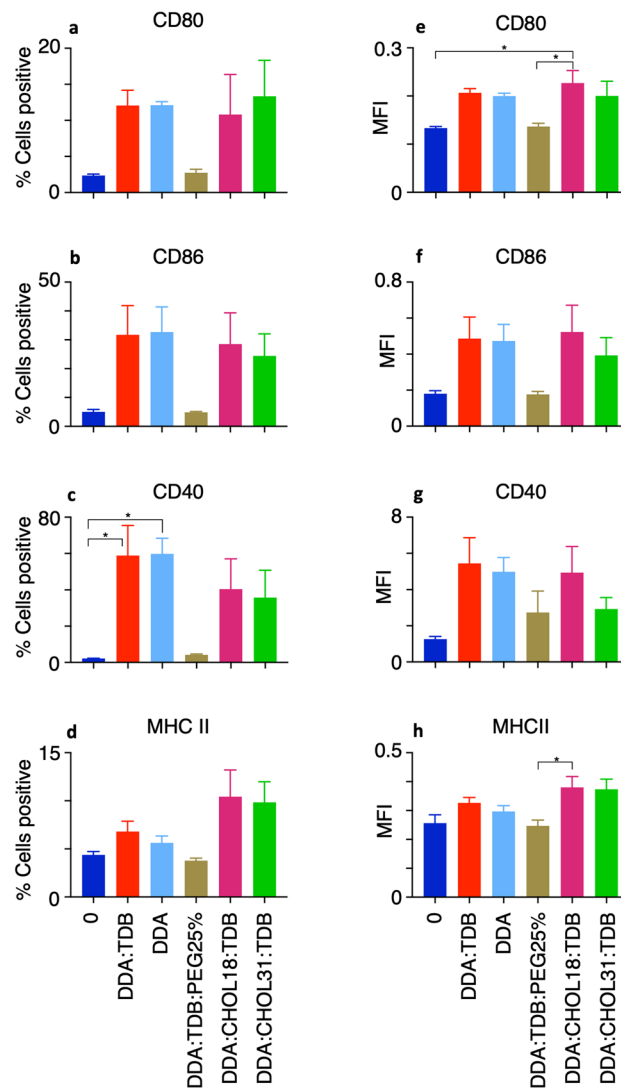 a CD80
20
0
% Cells positive
e CD80
0.3
0
MFI
*
*
b CD86
50
0
% Cells positive
f CD86
0.8
0
MFI
c CD40
80
0
% Cells positive
*
*
g CD40
8
0
MFI
d MHC II
15
0
% Cells positive
h MHCII
0.5
0
MFI
*
0
DDA:TDB
DDA
DDA:TDB:PEG25%
DDA:CHOL18:TDB
DDA:CHOL31:TDB
0
DDA:TDB
DDA
DDA:TDB:PEG25%
DDA:CHOL18:TDB
DDA:CHOL31:TDB